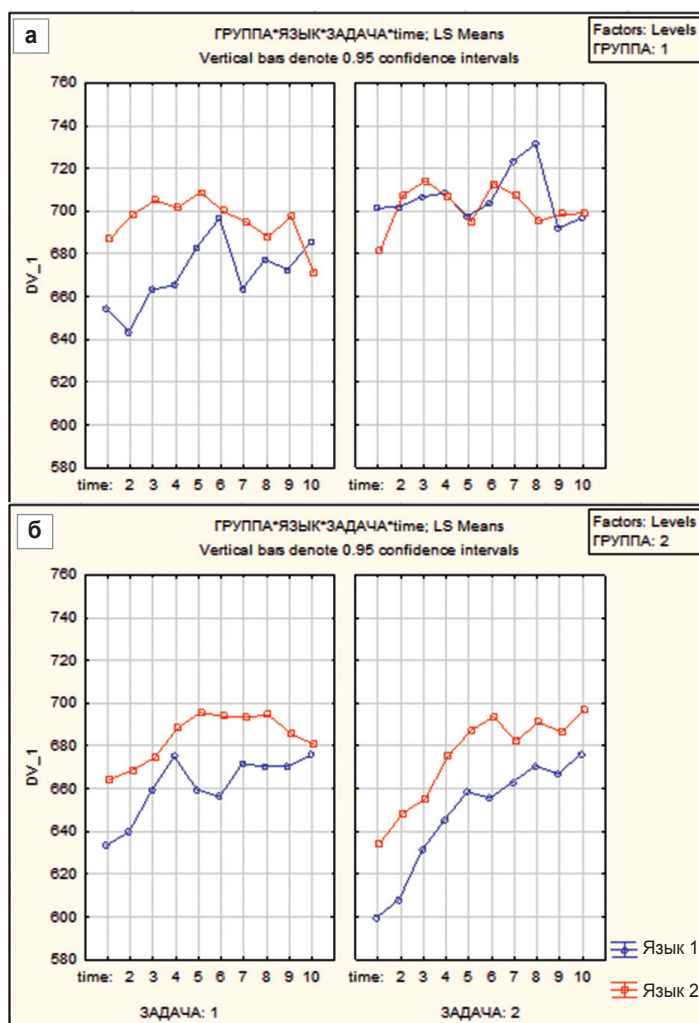 а
ГРУППА*ЯЗЫК*ЗАДАЧА*time; LS Means
Vertical bars denote 0.95 confidence intervals
Factors: Levels
ГРУППА: 1
760
740
720
700
680
660
640
620
600
580
DV_1
time: 2 3 4 5 6 7 8 9 10
time: 2 3 4 5 6 7 8 9 10
б
ГРУППА*ЯЗЫК*ЗАДАЧА*time; LS Means
Vertical bars denote 0.95 confidence intervals
Factors: Levels
ГРУППА: 2
760
740
720
700
680
660
640
620
600
580
DV_1
time: 2 3 4 5 6 7 8 9 10
time: 2 3 4 5 6 7 8 9 10
ЗАДАЧА: 1
ЗАДАЧА: 2
Язык 1
Язык 2